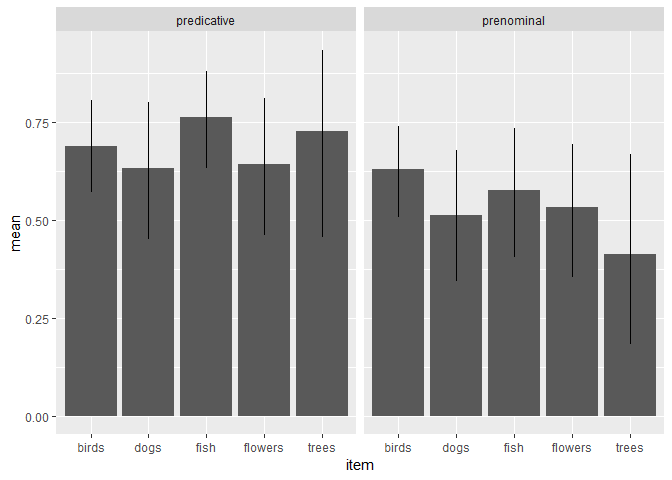 predicative
prenominal
mean
0.75
0.50
0.25
0.00
birds dogs fish flowers trees
birds dogs fish flowers trees
item